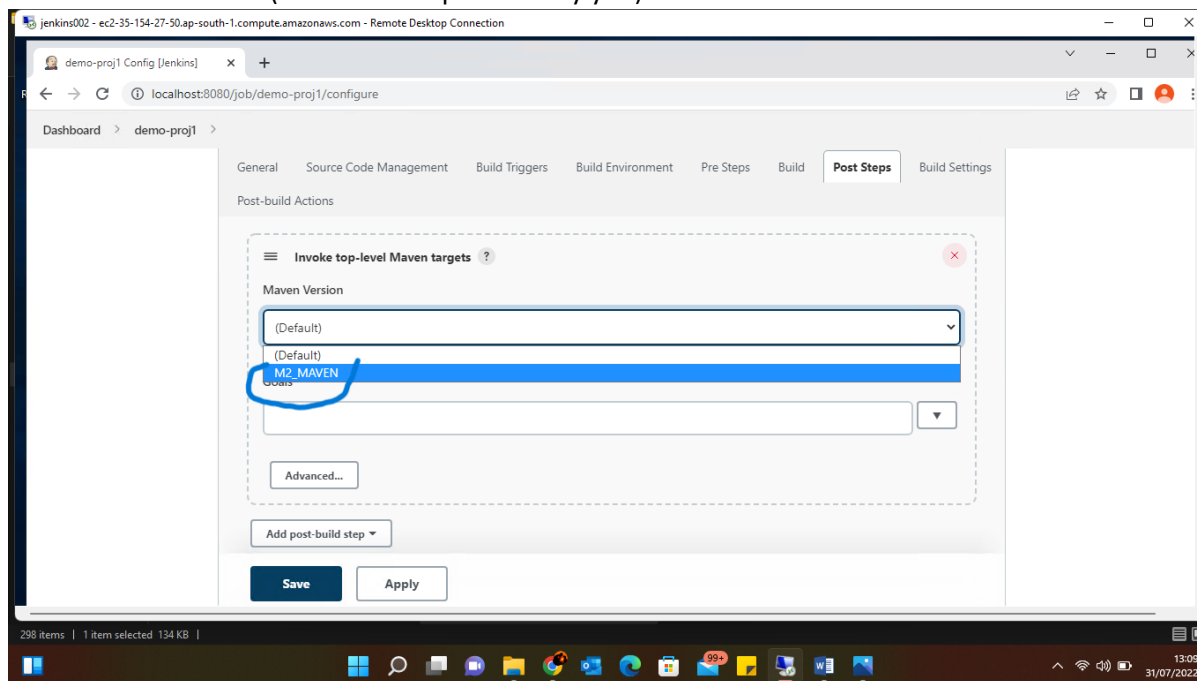 jenkins002 - ec2-35-154-27-50.ap-south-1.compute.amazonaws.com - Remote Desktop Connection
demo-proj1 Config [Jenkins]
localhost:8080/job/demo-proj1/configure
Dashboard > demo-proj1 >
General Source Code Management Build Triggers Build Environment Pre Steps Build Post Steps Build Settings
Post-build Actions
Invoke top-level Maven targets ?
Maven Version
(Default)
(Default)
M2_MAVEN
Goals
Advanced...
Add post-build step
Save Apply
298 items | 1 item selected 134 KB |
99+
13:09
31/07/2022